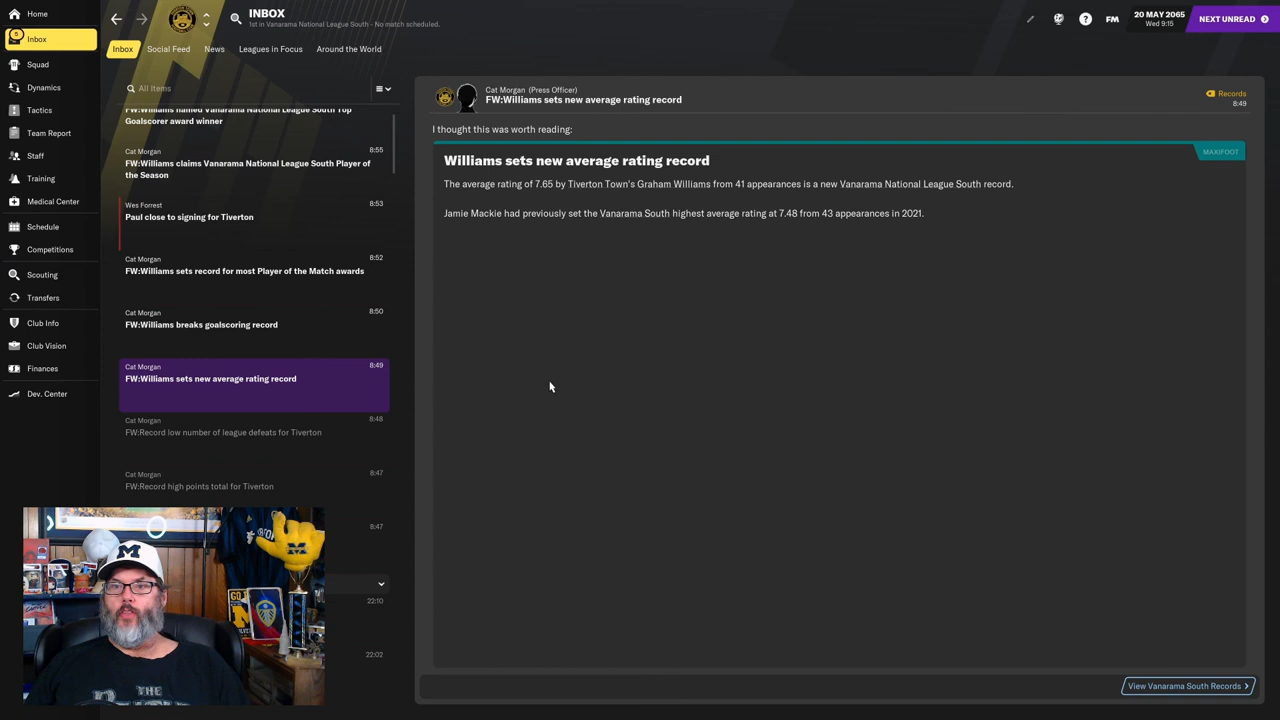 Home
Inbox
5
Squad
Dynamics
Tactics
Team Report
Staff
Training
Medical Center
Schedule
Competitions
Scouting
Transfers
Club Info
Club Vision
Finances
Dev. Center
INBOX
1st in Vanarama National League South - No match scheduled.
FM
20 MAY 2065
Wed 9:15
NEXT UNREAD
Inbox
Social Feed
News
Leagues in Focus
Around the World
All Items
FW:Williams named Vanarama National League South Top
Goalscorer award winner
Cat Morgan
8:55
FW:Williams claims Vanarama National League South Player of
the Season
Wes Forrest
8:53
Paul close to signing for Tiverton
Cat Morgan
8:52
FW:Williams sets record for most Player of the Match awards
Cat Morgan
8:50
FW:Williams breaks goalscoring record
Cat Morgan
8:49
FW:Williams sets new average rating record
Cat Morgan
8:48
FW:Record low number of league defeats for Tiverton
Cat Morgan
8:47
FW:Record high points total for Tiverton
8:47
22:10
22:02
Cat Morgan (Press Officer)
FW:Williams sets new average rating record
Records
8:49
I thought this was worth reading:
MAXIFOOT
Williams sets new average rating record
The average rating of 7.65 by Tiverton Town's Graham Williams from 41 appearances is a new Vanarama National League South record.
Jamie Mackie had previously set the Vanarama South highest average rating at 7.48 from 43 appearances in 2021.
View Vanarama South Records
M
THE